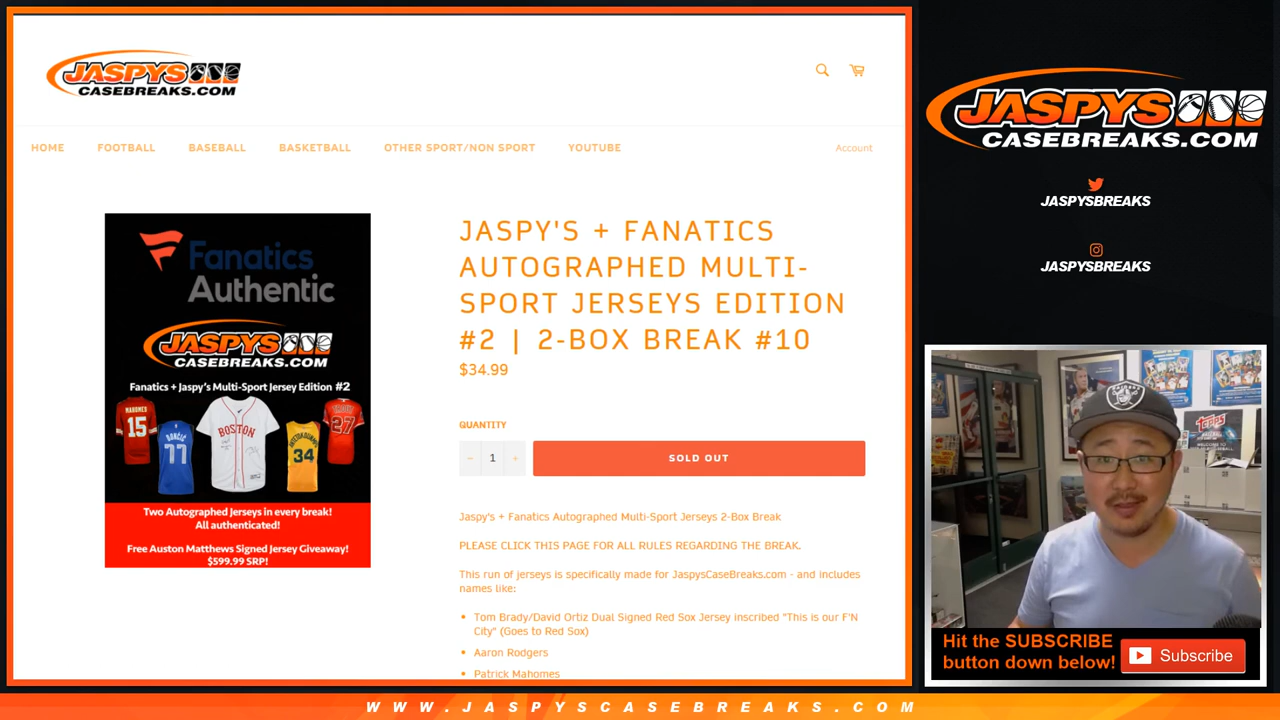 JASPYS
CASEBREAKS.COM
HOME FOOTBALL BASEBALL BASKETBALL OTHER SPORT/NON SPORT YOUTUBE Account
Fanatics
Authentic
JASPYS
CASEBREAKS.COM
Fanatics + Jaspy's Multi-Sport Jersey Edition #2
MAHOMES
15
DONČIĆ
77
BOSTON
34
TROUT
27
Two Autographed Jerseys in every break!
All authenticated!
Free Auston Matthews Signed Jersey Giveaway!
$599.99 SRP!
JASPY'S + FANATICS
AUTOGRAPHED MULTI-
SPORT JERSEYS EDITION
#2 | 2-BOX BREAK #10
$34.99
QUANTITY
− 1 +
SOLD OUT
Jaspy's + Fanatics Autographed Multi-Sport Jerseys 2-Box Break
PLEASE CLICK THIS PAGE FOR ALL RULES REGARDING THE BREAK.
This run of jerseys is specifically made for JaspysCaseBreaks.com - and includes
names like:
• Tom Brady/David Ortiz Dual Signed Red Sox Jersey inscribed "This is our F'N
City" (Goes to Red Sox)
• Aaron Rodgers
• Patrick Mahomes
JASPYS
CASEBREAKS.COM
JASPYSBREAKS
JASPYSBREAKS
RAIDERS
TOPPS
Hit the SUBSCRIBE
button down below!
Subscribe
WWW.JASPYSCASEBREAKS.COM